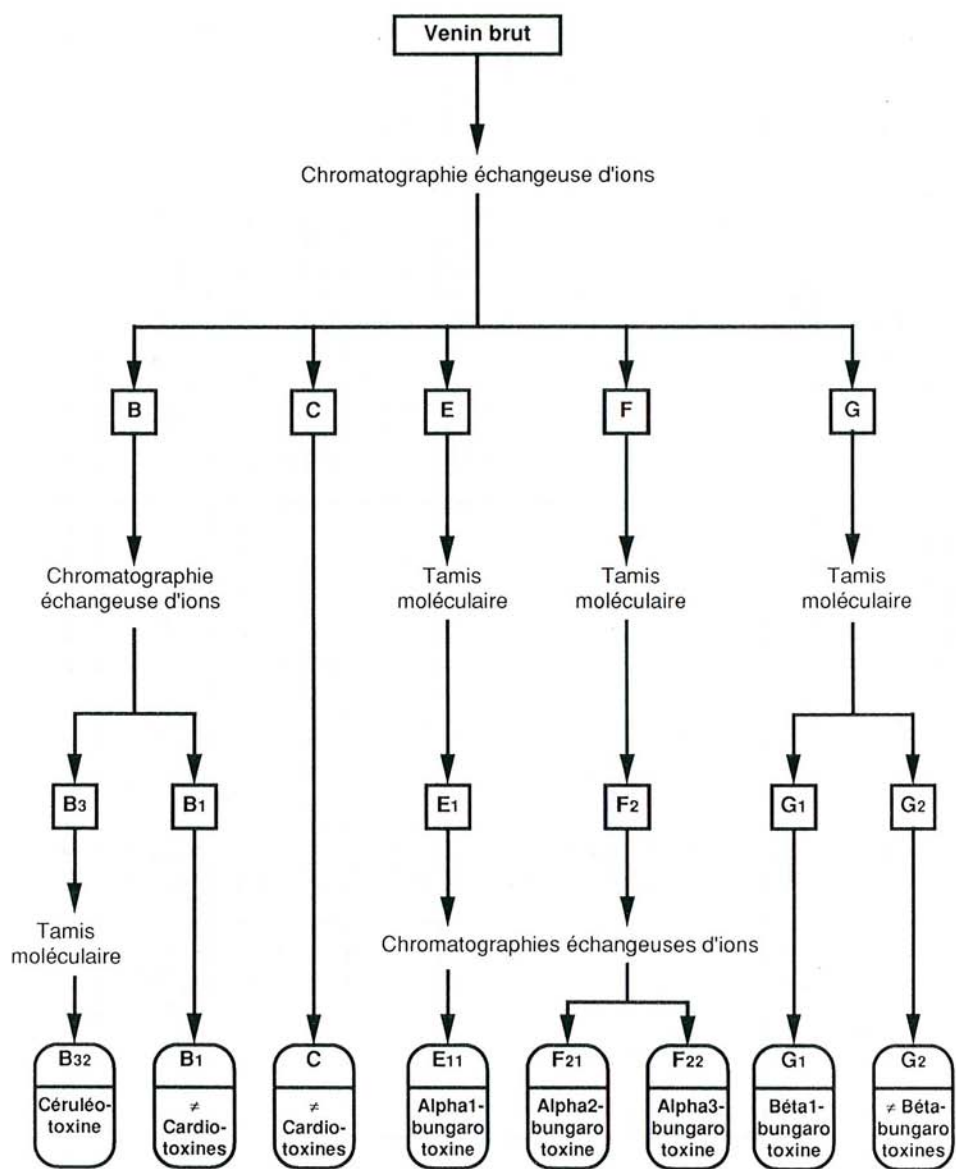 Venin brut
Chromatographie échangeuse d'ions
B
C
E
F
G
Chromatographie
échangeuse d'ions
Tamis
moléculaire
Tamis
moléculaire
Tamis
moléculaire
B3
B1
E1
F2
G1
G2
Tamis
moléculaire
Chromatographies échangeuses d'ions
B32
Céruléo-
toxine
B1
≠
Cardio-
toxines
C
≠
Cardio-
toxines
E11
Alpha1-
bungaro
toxine
F21
Alpha2-
bungaro
toxine
F22
Alpha3-
bungaro
toxine
G1
Béta1-
bungaro
toxine
G2
≠ Béta-
bungaro
toxines